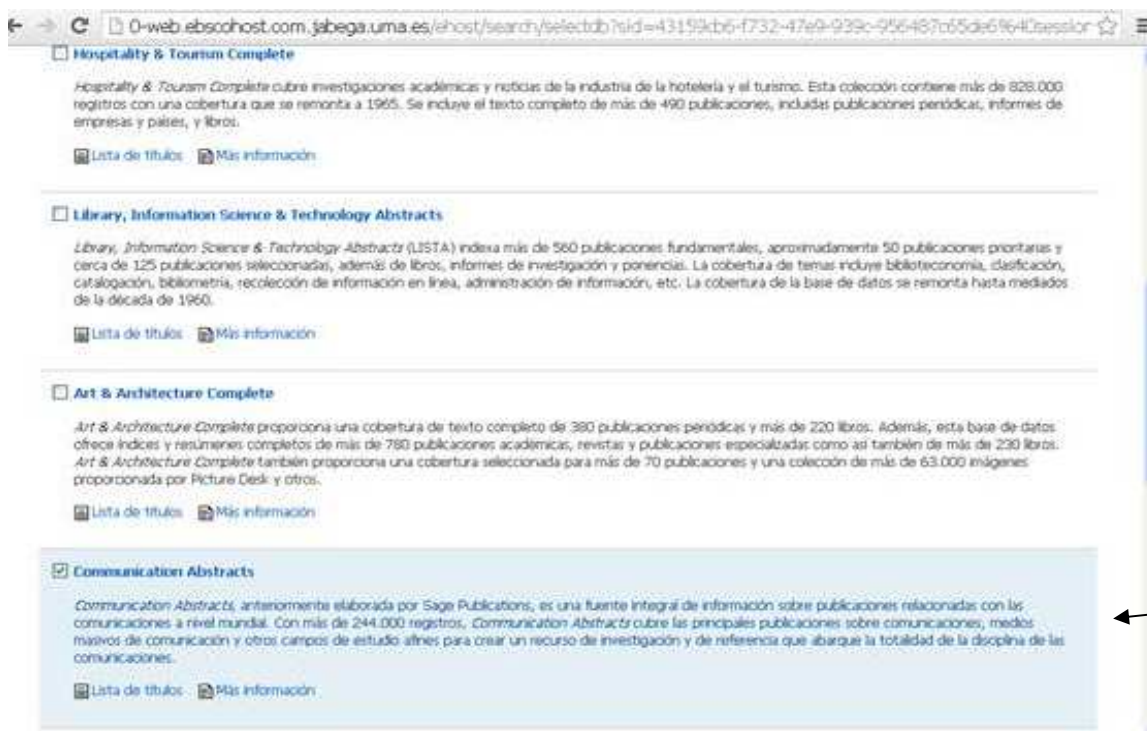 0-web.ebscohost.com.jabega.uma.es/ehost/search/selectdb?sid=43159cb6-f732-47e9-939c-956487c65de6%40session
Hospitality & Tourism Complete
Hospitality & Tourism Complete cubre investigaciones académicas y noticias de la industria de la hotelería y el turismo. Esta colección contiene más de 828.000
registros con una cobertura que se remonta a 1965. Se incluye el texto completo de más de 490 publicaciones, incluidas publicaciones periódicas, informes de
empresas y países, y libros.
Lista de títulos Más información
Library, Information Science & Technology Abstracts
Library, Information Science & Technology Abstracts (LISTA) indexa más de 560 publicaciones fundamentales, aproximadamente 50 publicaciones prioritarias y
cerca de 125 publicaciones seleccionadas, además de libros, informes de investigación y ponencias. La cobertura de temas incluye biblioteconomía, clasificación,
catalogación, bibliometría, recolección de información en línea, administración de información, etc. La cobertura de la base de datos se remonta hasta mediados
de la década de 1960.
Lista de títulos Más información
Art & Architecture Complete
Art & Architecture Complete proporciona una cobertura de texto completo de 380 publicaciones periódicas y más de 220 libros. Además, esta base de datos
ofrece índices y resúmenes completos de más de 780 publicaciones académicas, revistas y publicaciones especializadas como así también de más de 230 libros.
Art & Architecture Complete también proporciona una cobertura seleccionada para más de 70 publicaciones y una colección de más de 63.000 imágenes
proporcionada por Picture Desk y otros.
Lista de títulos Más información
Communication Abstracts
Communication Abstracts, anteriormente elaborada por Sage Publications, es una fuente integral de información sobre publicaciones relacionadas con las
comunicaciones a nivel mundial. Con más de 244.000 registros, Communication Abstracts cubre las principales publicaciones sobre comunicaciones, medios
masivos de comunicación y otros campos de estudio afines para crear un recurso de investigación y de referencia que abarque la totalidad de la disciplina de las
comunicaciones.
Lista de títulos Más información